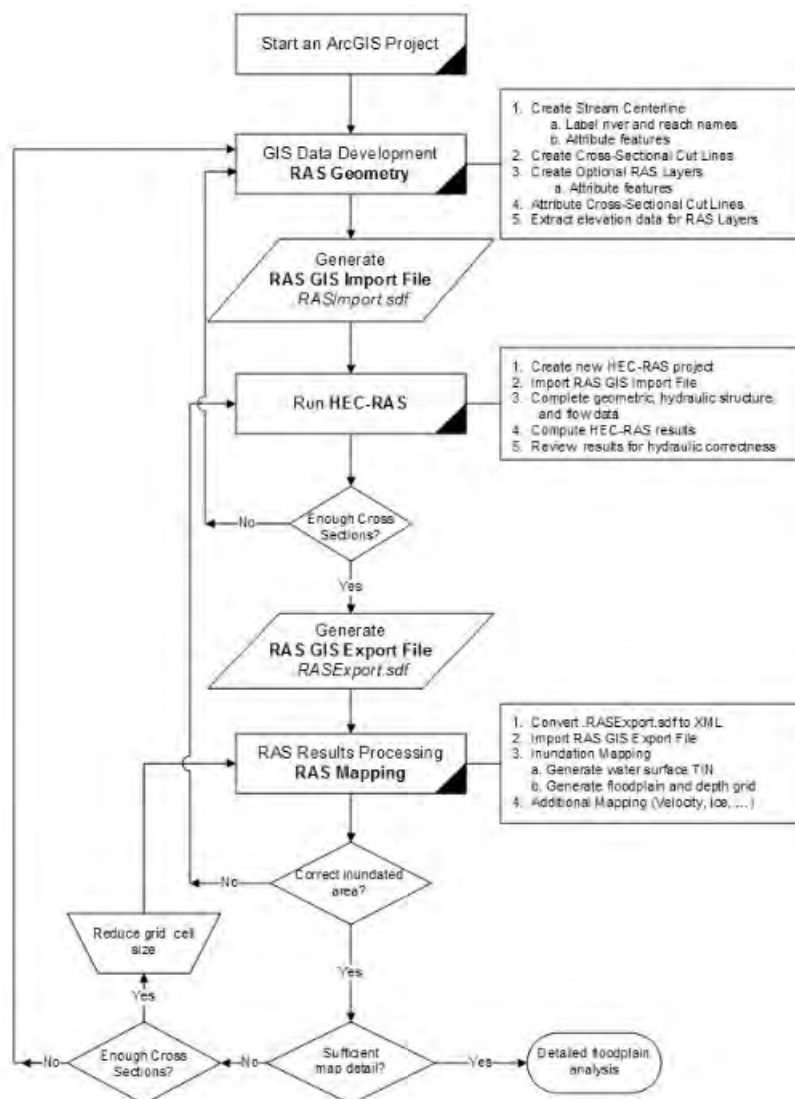 Start an ArcGIS Project
GIS Data Development
RAS Geometry
1. Create Stream Centerline
a. Label river and reach names
b. Attribute features
2. Create Cross-Sectional Cut Lines
3. Create Optional RAS Layers
a. Attribute features
4. Attribute Cross-Sectional Cut Lines
5. Extract elevation data for RAS Layers
Generate
RAS GIS Import File
.RASImport.sdf
Run HEC-RAS
1. Create new HEC-RAS project
2. Import RAS GIS Import File
3. Complete geometric, hydraulic structure,
and flow data
4. Compute HEC-RAS results
5. Review results for hydraulic correctness
Enough Cross
Sections?
No
Yes
Generate
RAS GIS Export File
.RASExport.sdf
RAS Results Processing
RAS Mapping
1. Convert .RASExport.sdf to XML
2. Import RAS GIS Export File
3. Inundation Mapping
a. Generate water surface TIN
b. Generate floodplain and depth grid
4. Additional Mapping (Velocity, ice, ...)
Correct inundated
area?
No
Yes
Reduce grid cell
size
Yes
Enough Cross
Sections?
No
No
Sufficient
map detail?
Yes
Detailed floodplain
analysis